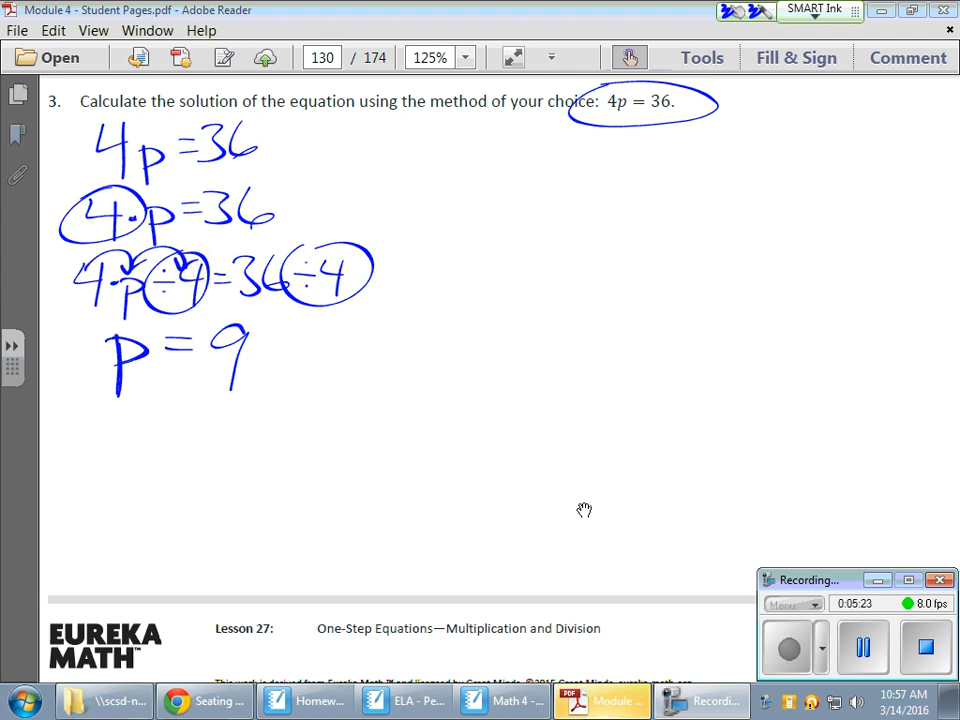 Module 4 - Student Pages.pdf - Adobe Reader
SMART Ink
File Edit View Window Help
Open 130 / 174 125% Tools Fill & Sign Comment
3. Calculate the solution of the equation using the method of your choice: 4p = 36.
4p = 36
4 · p = 36
4 · p ÷ 4 = 36 ÷ 4
p = 9
Recording...
Menu 0:05:23 8.0 fps
EUREKA
MATH™
Lesson 27: One-Step Equations—Multiplication and Division
\\sscd-n... Seating ... Homew... ELA - Pe... Math 4 -... Module ... Recordi...
10:57 AM
3/14/2016